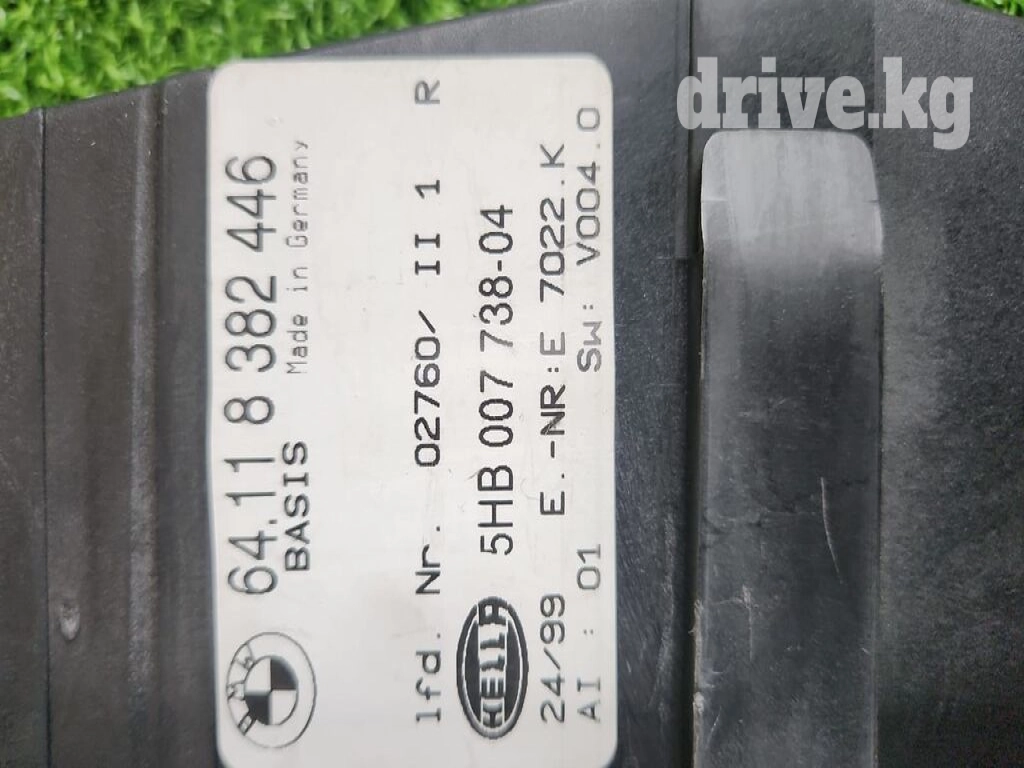 drive.kg
BMW
64.11 8 382 446
BASIS
Made in Germany
lfd. Nr. 02760/ II 1 R
HELLA
5HB 007 738-04
24/99 E.-NR:E 7022.K
AI : 01 SW: V004.0